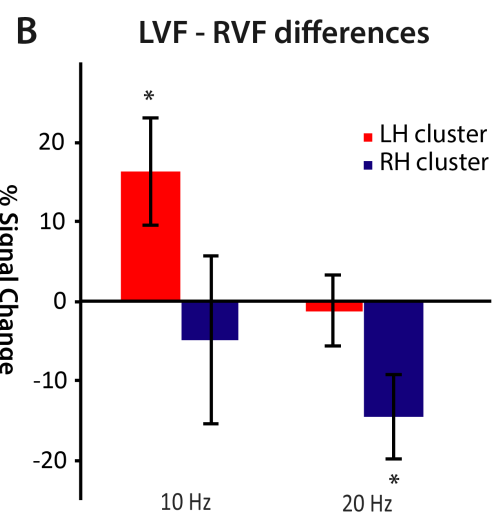 B
LVF - RVF differences
*
LH cluster
RH cluster
20
10
0
-10
-20
% Signal Change
*
10 Hz
20 Hz